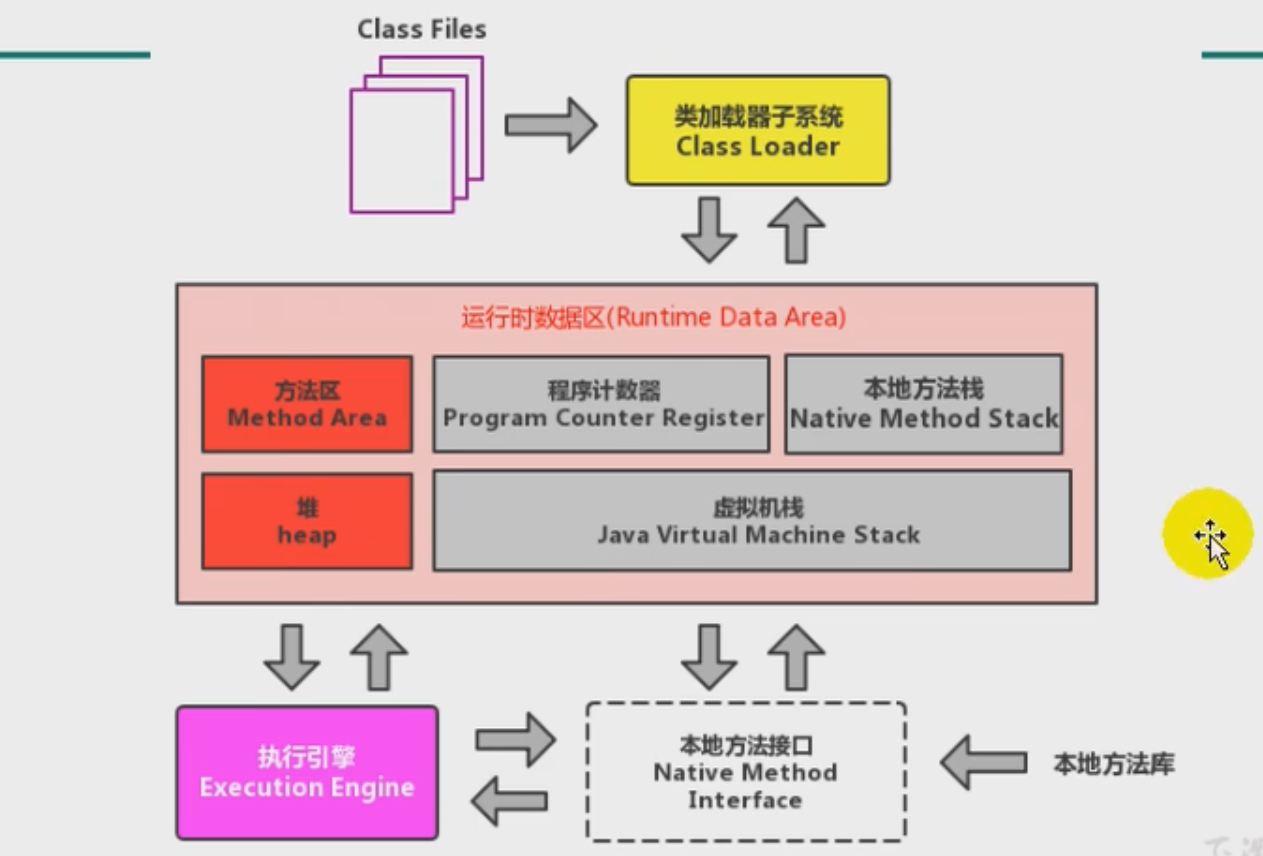 Class Files
类加载器子系统
Class Loader
运行时数据区(Runtime Data Area)
方法区
Method Area
程序计数器
Program Counter Register
本地方法栈
Native Method Stack
堆
heap
虚拟机栈
Java Virtual Machine Stack
执行引擎
Execution Engine
本地方法接口
Native Method
Interface
本地方法库